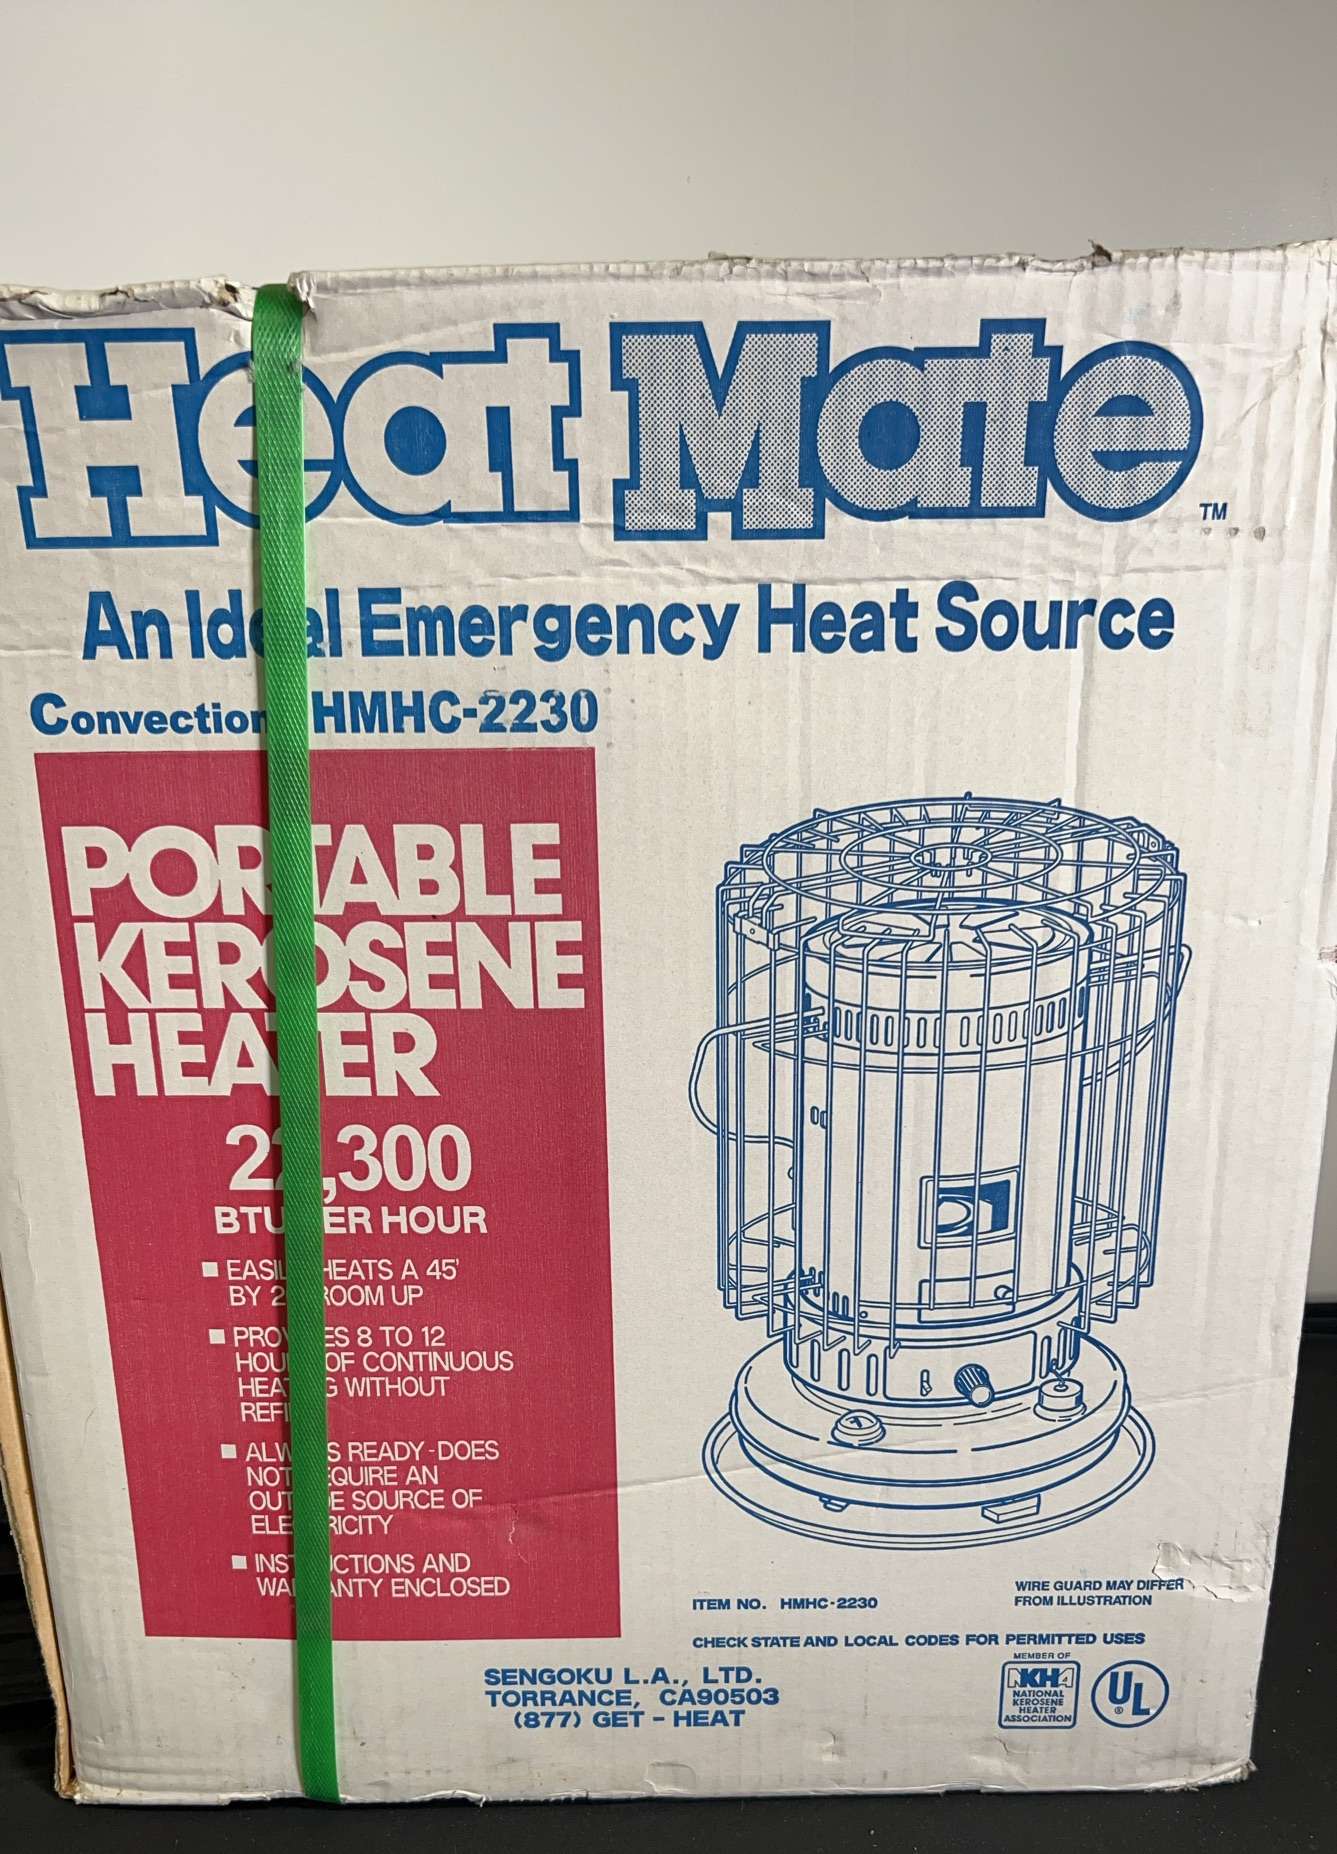 Heat Mate TM
An Ideal Emergency Heat Source
Convection HMHC-2230
PORTABLE
KEROSENE
HEATER
22,300
BTU PER HOUR
EASILY HEATS A 45'
BY ROOM UP
PROVIDES 8 TO 12
HOURS OF CONTINUOUS
HEATING WITHOUT
ALWAYS READY-DOES
NOT REQUIRE AN
OUTSIDE SOURCE OF
ELECTRICITY
INSTRUCTIONS AND
WARRANTY ENCLOSED
ITEM NO. HMHC-2230
WIRE GUARD MAY DIFFER
FROM ILLUSTRATION
CHECK STATE AND LOCAL CODES FOR PERMITTED USES
SENGOKU L.A., LTD.
TORRANCE, CA90503
(877) GET-HEAT
MEMBER OF
NKHA
NATIONAL
KEROSENE
HEATER
ASSOCIATION
UL
®